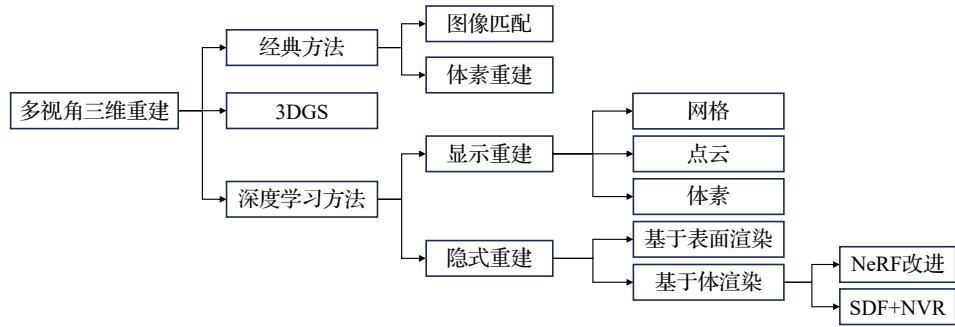 多视角三维重建
经典方法
图像匹配
体素重建
3DGS
深度学习方法
显示重建
网格
点云
体素
隐式重建
基于表面渲染
基于体渲染
NeRF改进
SDF+NVR